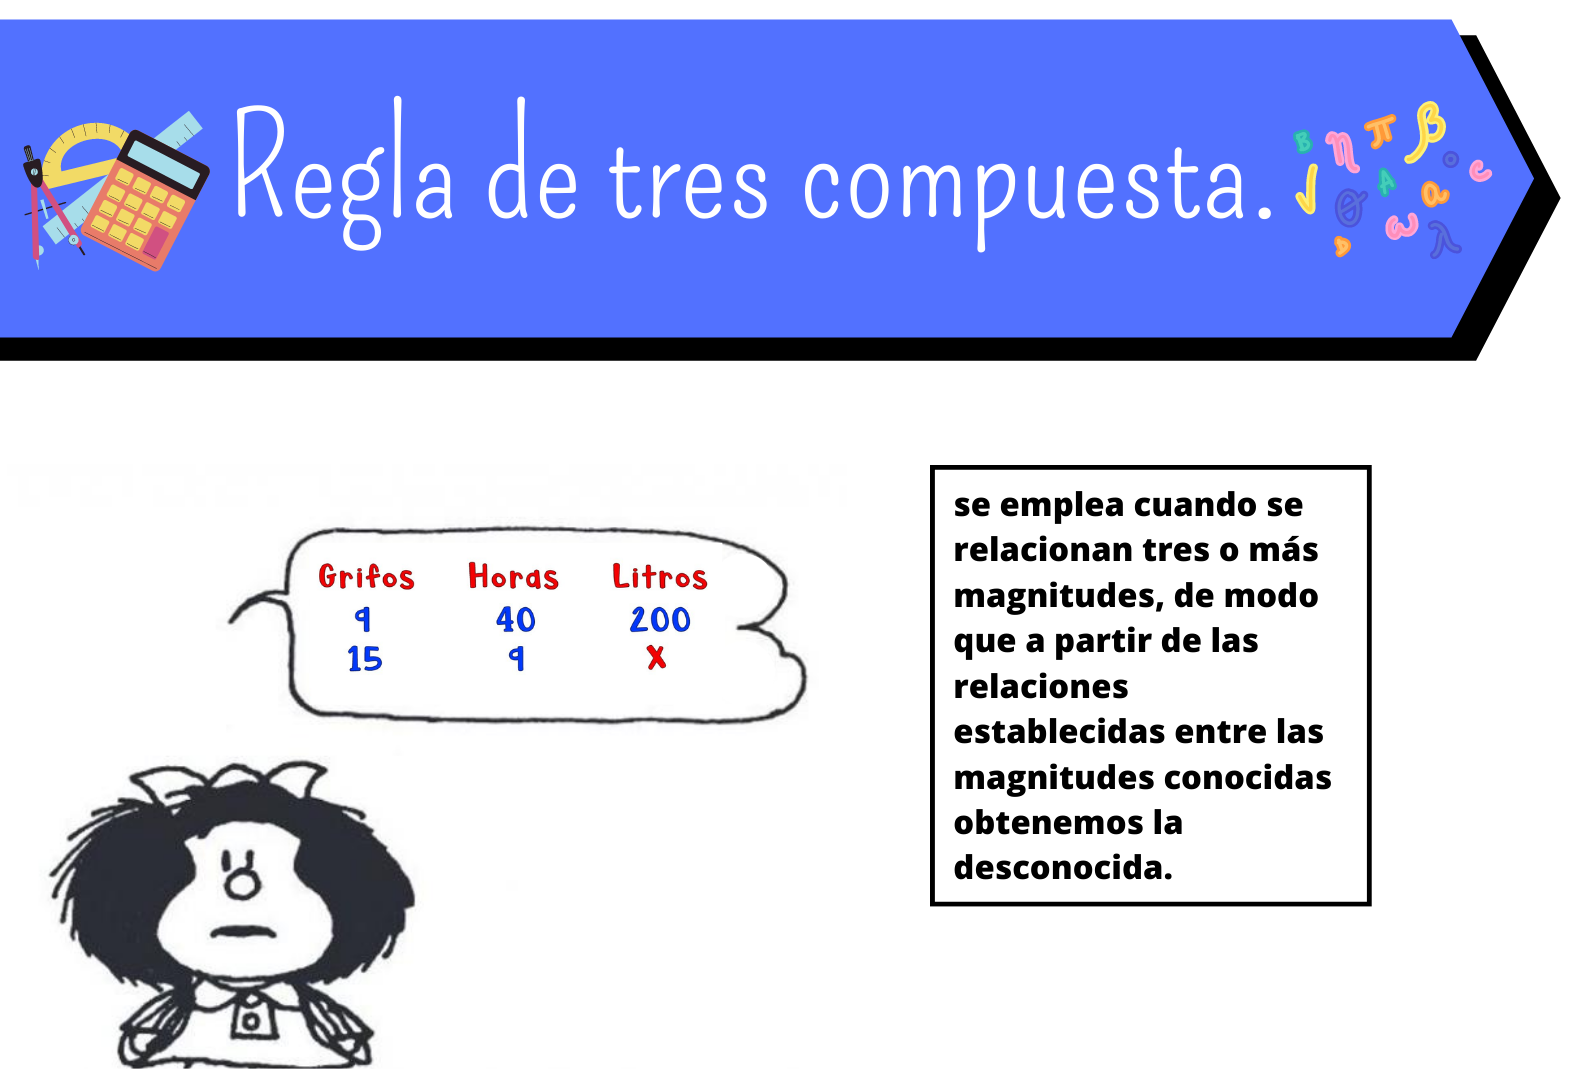 Regla de tres compuesta.
Grifos Horas Litros
9 40 200
15 9 X
se emplea cuando se
relacionan tres o más
magnitudes, de modo
que a partir de las
relaciones
establecidas entre las
magnitudes conocidas
obtenemos la
desconocida.